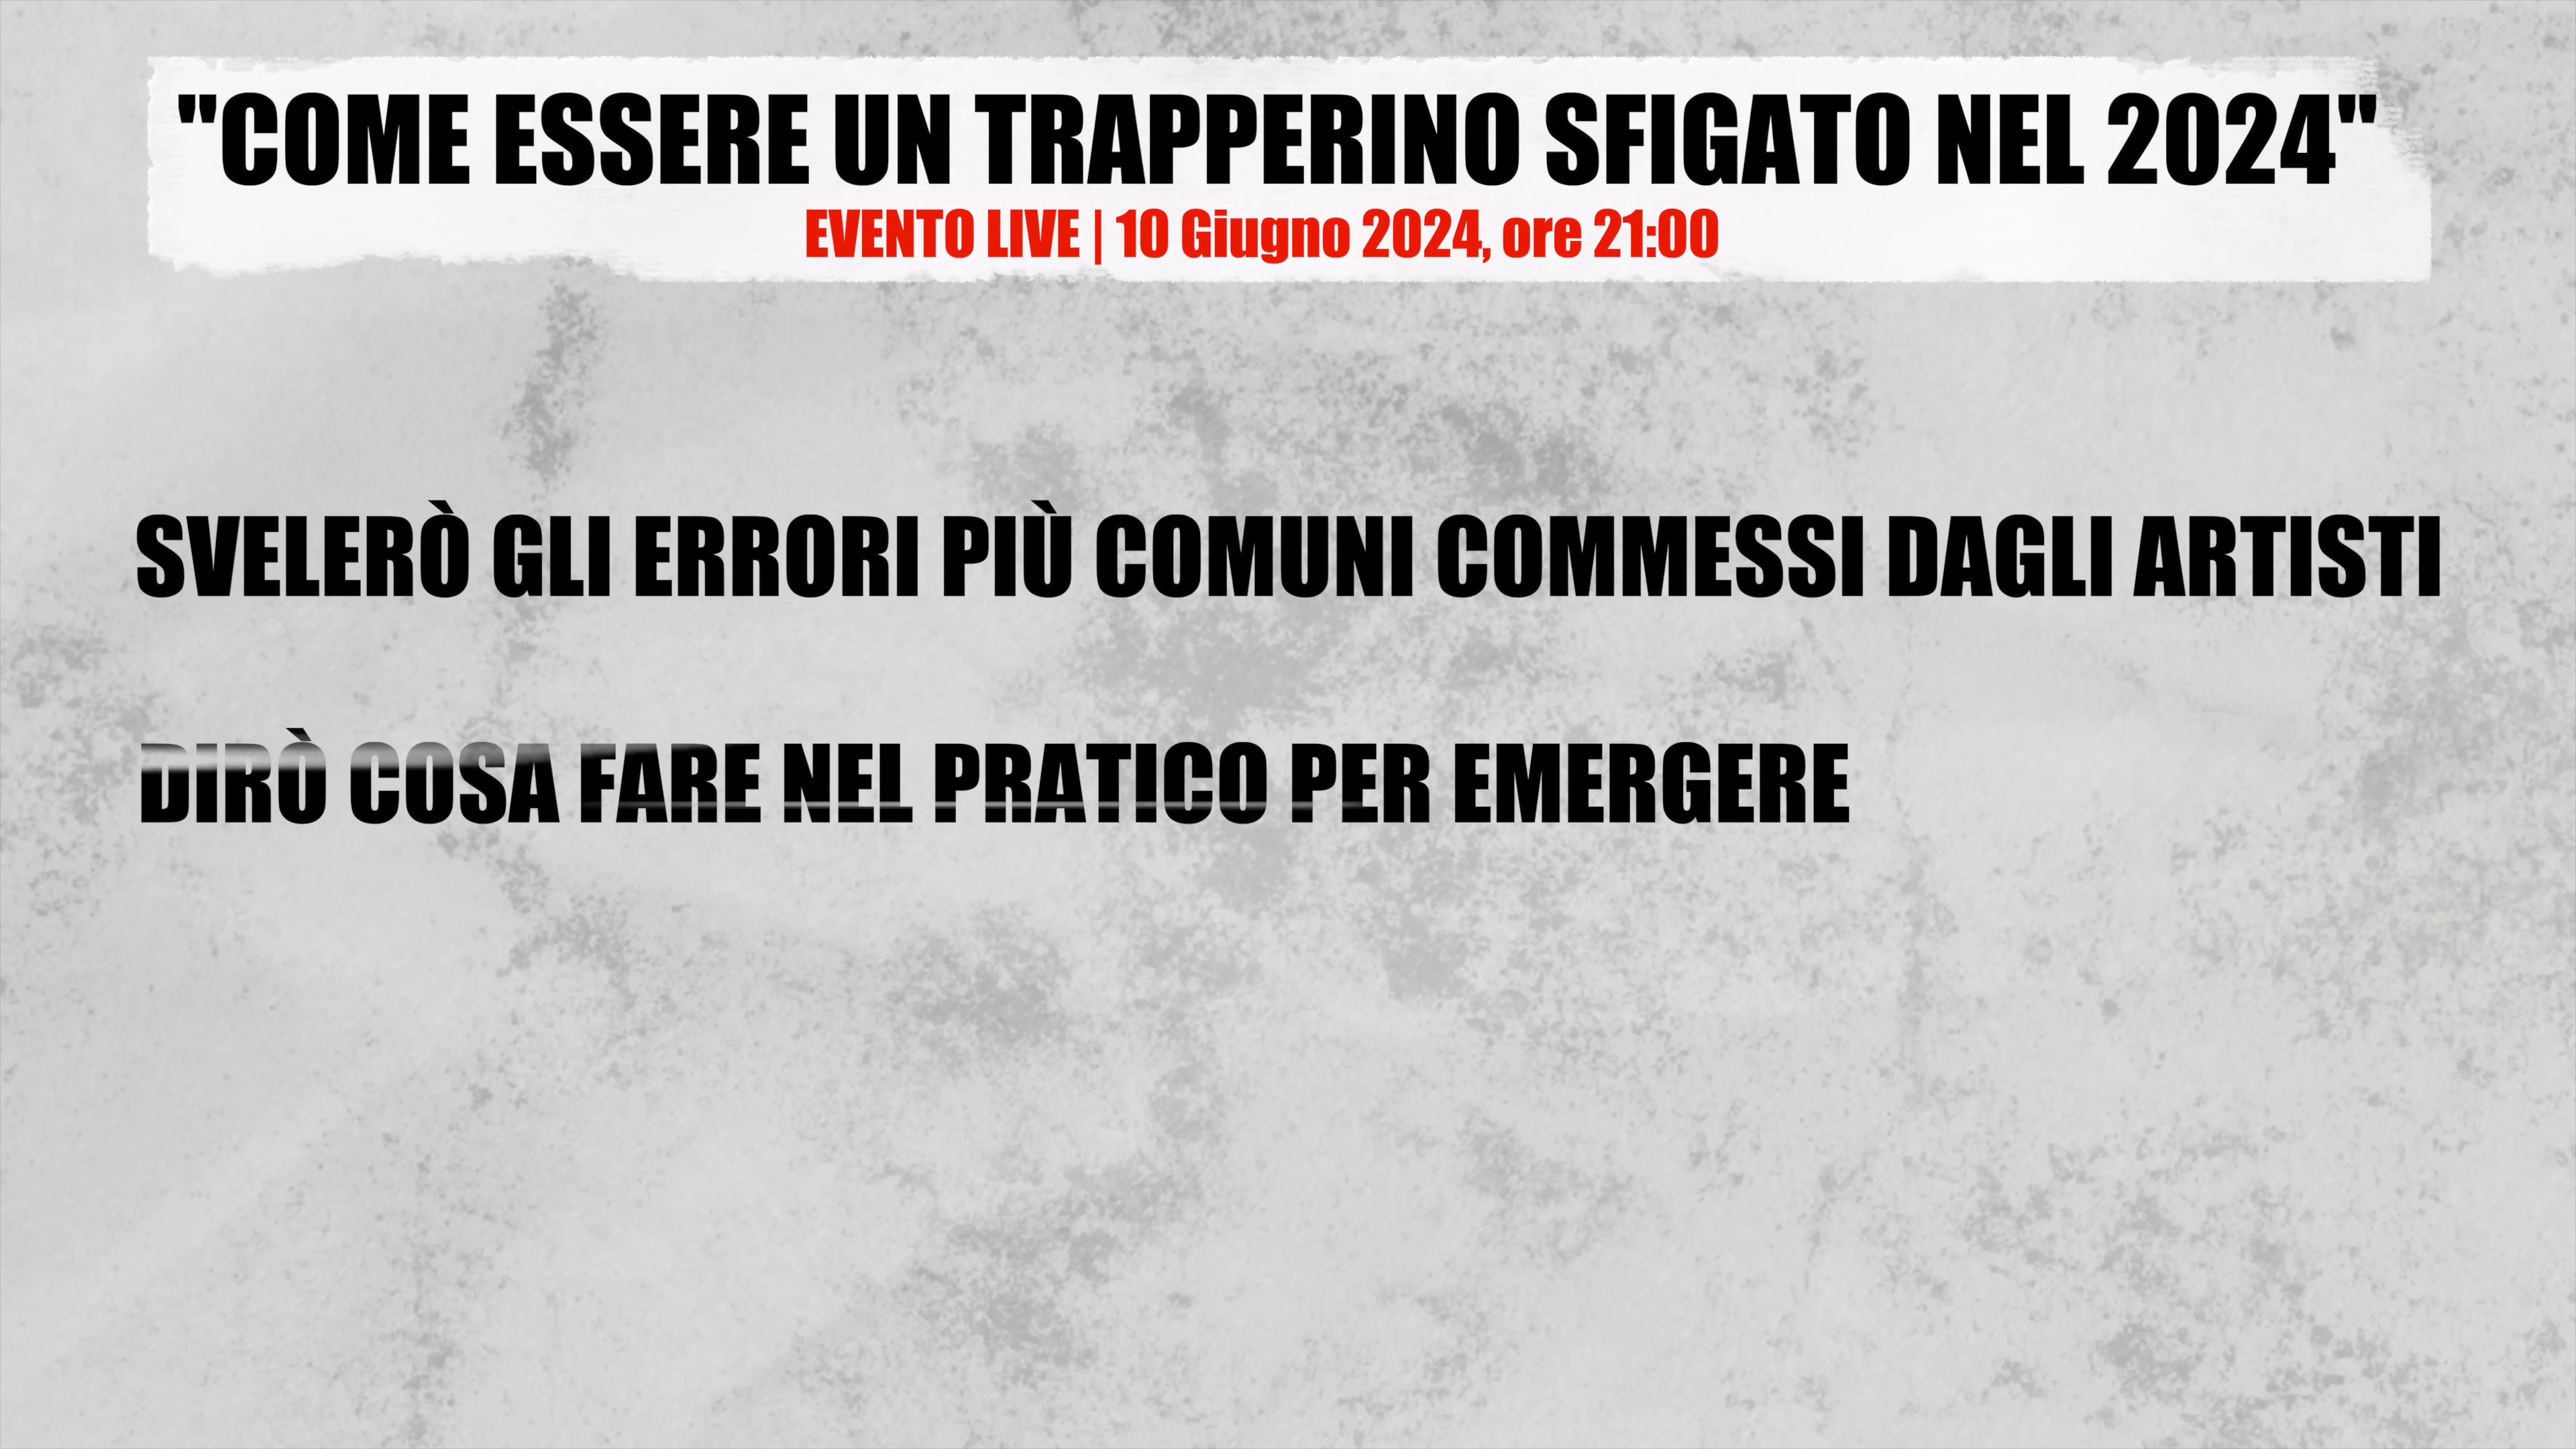 "COME ESSERE UN TRAPPERINO SFIGATO NEL 2024"
EVENTO LIVE | 10 Giugno 2024, ore 21:00
SVELERÒ GLI ERRORI PIÙ COMUNI COMMESSI DAGLI ARTISTI
DIRÒ COSA FARE NEL PRATICO PER EMERGERE